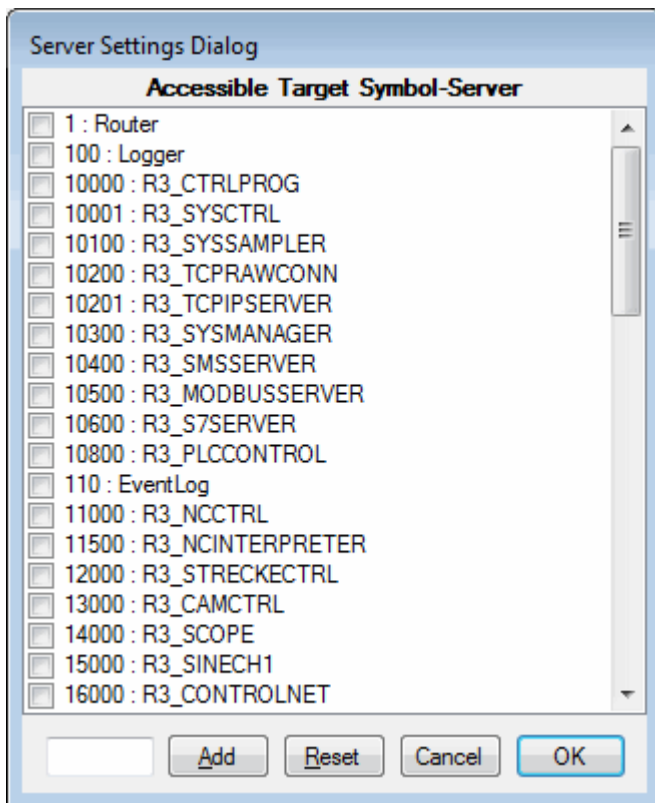 Server Settings Dialog
Accessible Target Symbol-Server
1 : Router
100 : Logger
10000 : R3_CTRLPROG
10001 : R3_SYSCTRL
10100 : R3_SYSSAMPLER
10200 : R3_TCPRAWCONN
10201 : R3_TCPIPSERVER
10300 : R3_SYSMANAGER
10400 : R3_SMSSERVER
10500 : R3_MODBUSSERVER
10600 : R3_S7SERVER
10800 : R3_PLCCONTROL
110 : EventLog
11000 : R3_NCCTRL
11500 : R3_NCINTERPRETER
12000 : R3_STRECKECTRL
13000 : R3_CAMCTRL
14000 : R3_SCOPE
15000 : R3_SINECH1
16000 : R3_CONTROLNET
Add Reset Cancel OK